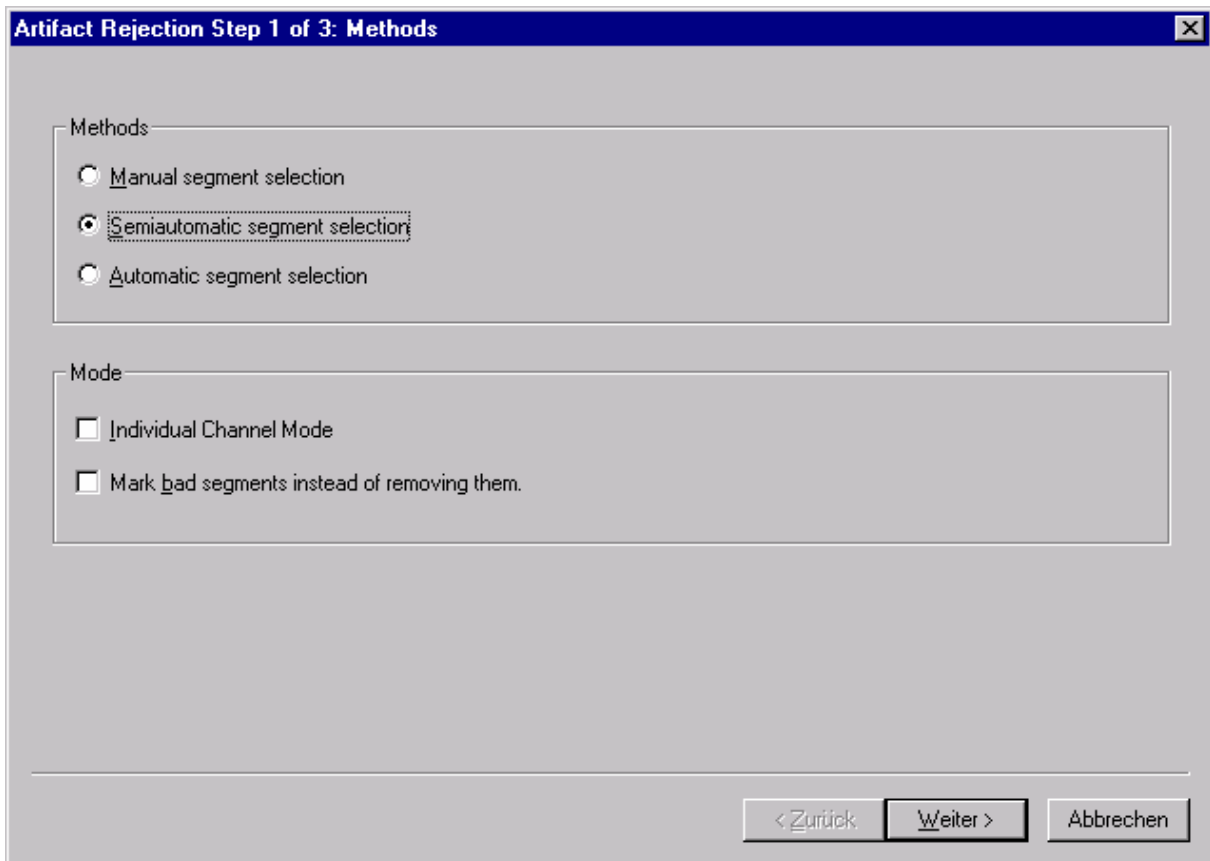 Artifact Rejection Step 1 of 3: Methods
Methods
Manual segment selection
Semiautomatic segment selection
Automatic segment selection
Mode
Individual Channel Mode
Mark bad segments instead of removing them.
< Zurück
Weiter >
Abbrechen